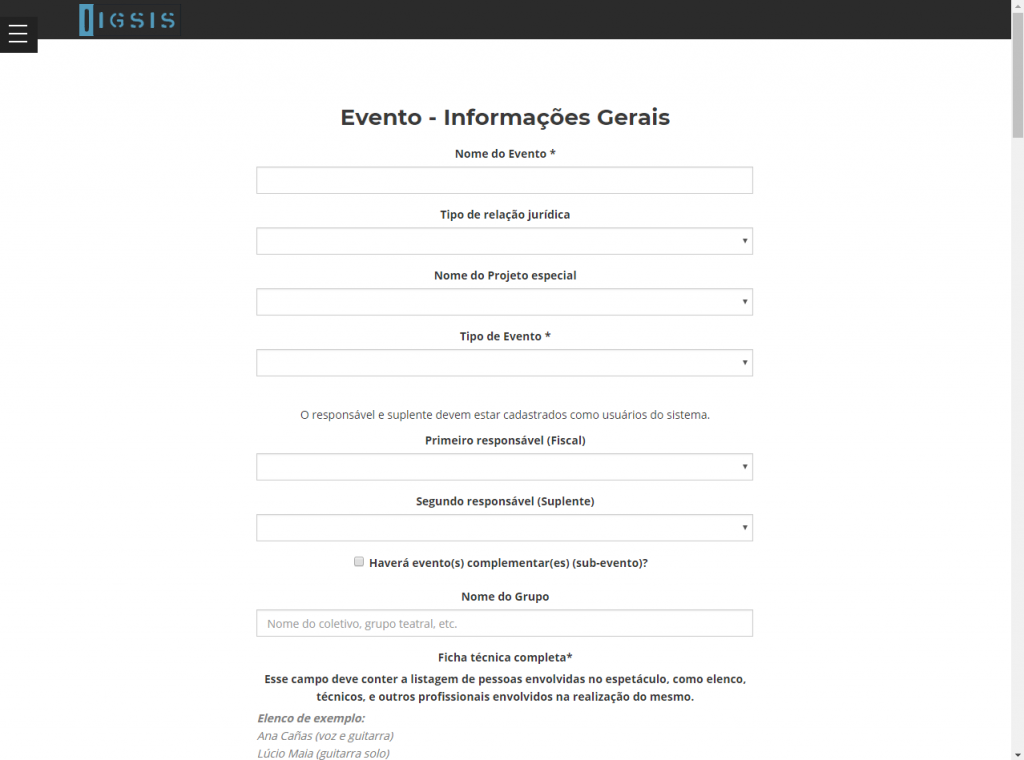 IGSIS
Evento - Informações Gerais
Nome do Evento *
Tipo de relação jurídica
Nome do Projeto especial
Tipo de Evento *
O responsável e suplente devem estar cadastrados como usuários do sistema.
Primeiro responsável (Fiscal)
Segundo responsável (Suplente)
Haverá evento(s) complementar(es) (sub-evento)?
Nome do Grupo
Nome do coletivo, grupo teatral, etc.
Ficha técnica completa*
Esse campo deve conter a listagem de pessoas envolvidas no espetáculo, como elenco,
técnicos, e outros profissionais envolvidos na realização do mesmo.
Elenco de exemplo:
Ana Cañas (voz e guitarra)
Lúcio Maia (guitarra solo)